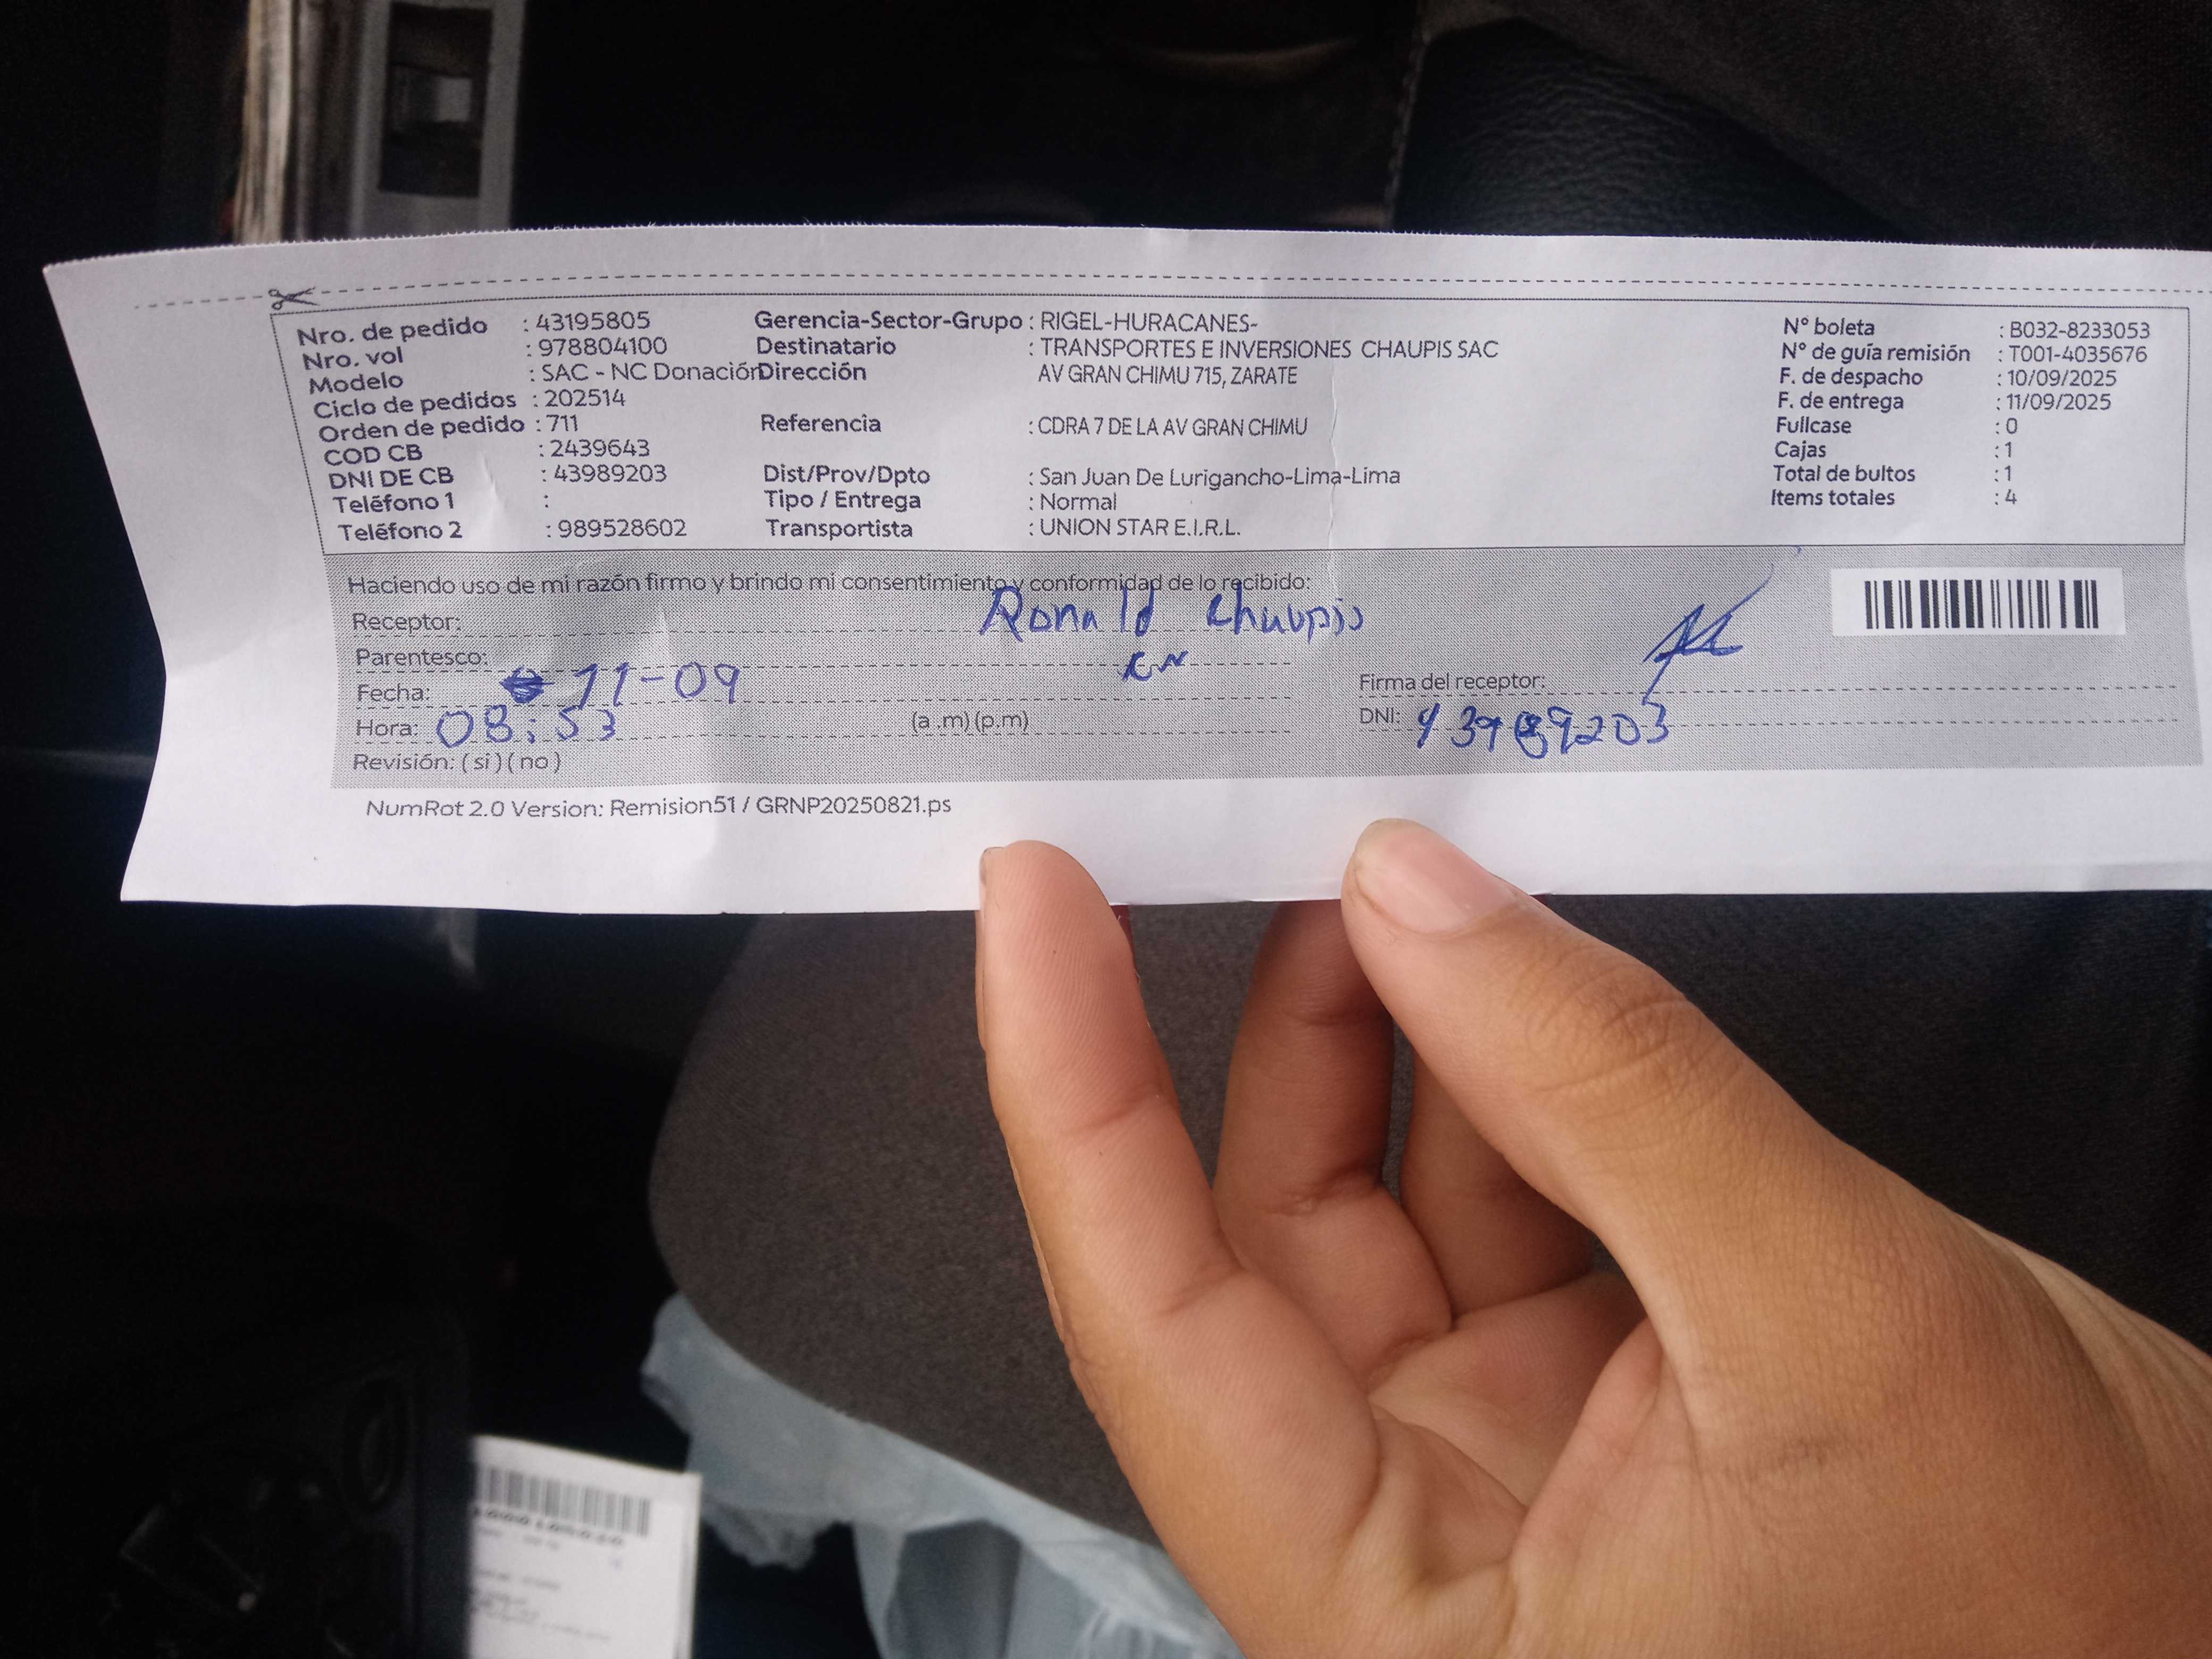 Nro. de pedido : 43195805 Gerencia-Sector-Grupo : RIGEL-HURACANES- N° boleta : B032-8233053
Nro. vol : 978804100 Destinatario : TRANSPORTES E INVERSIONES CHAUPIS SAC N° de guía remisión : T001-4035676
Modelo : SAC - NC Donación Dirección AV GRAN CHIMU 715, ZARATE F. de despacho : 10/09/2025
Ciclo de pedidos : 202514 F. de entrega : 11/09/2025
Orden de pedido : 711 Referencia : CDRA 7 DE LA AV GRAN CHIMU Fullcase : 0
COD CB : 2439643 Cajas : 1
DNI DE CB : 43989203 Dist/Prov/Dpto : San Juan De Lurigancho-Lima-Lima Total de bultos : 1
Teléfono 1 : Tipo / Entrega : Normal Items totales : 4
Teléfono 2 : 989528602 Transportista : UNION STAR E.I.R.L.
Haciendo uso de mi razón firmo y brindo mi consentimiento y conformidad de lo recibido:
Receptor: Ronald Chaupis
Parentesco:
Fecha: 11-09 Firma del receptor:
Hora: 08:53 (a .m) (p.m) DNI: 43989203
Revisión: ( si ) ( no )
NumRot 2.0 Version: Remision51 / GRNP20250821.ps